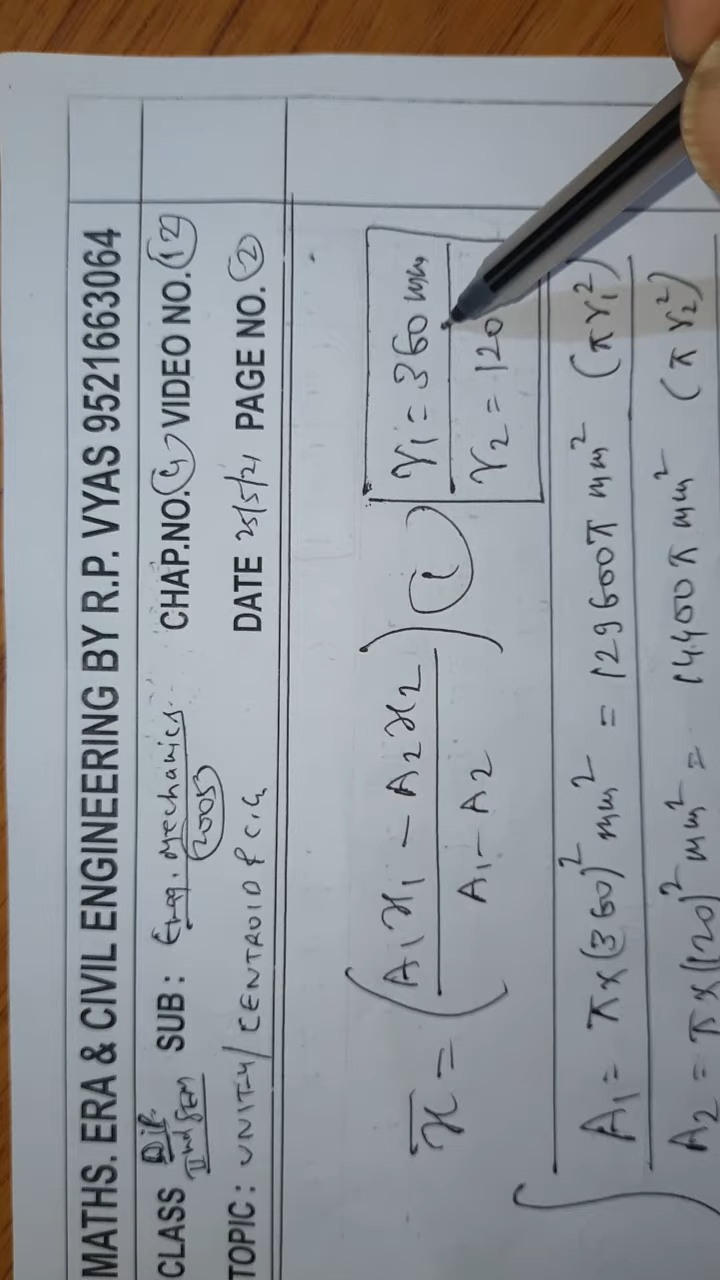 MATHS. ERA & CIVIL ENGINEERING BY R.P. VYAS 9521663064
CLASS Dip. IInd SEM SUB : Engg. Mechanics 2005 CHAP.NO. 4 VIDEO NO. 12
TOPIC : UNIT-4/ CENTROID & C.G DATE 25/5/21 PAGE NO. 2
x̄ = (A₁x₁ - A₂x₂ / A₁ - A₂) 1
r₁ = 360 mm
r₂ = 120
A₁ = π×(360)² mm² = 129600π mm² (πr₁²)
A₂ = π×(120)² mm² = 14400π mm² (πr₂²)